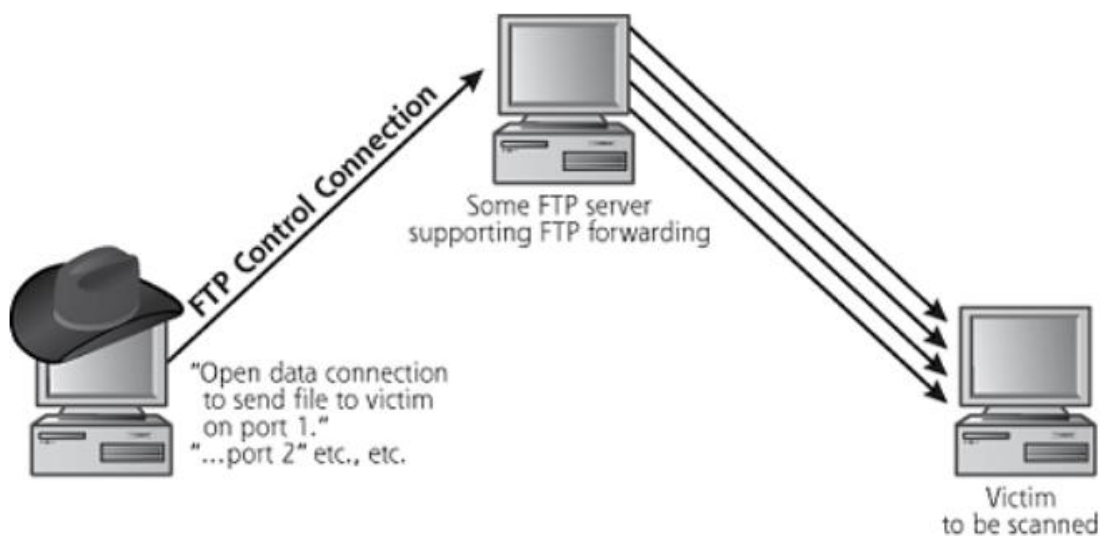 FTP Control Connection
Some FTP server
supporting FTP forwarding
"Open data connection
to send file to victim
on port 1."
"...port 2" etc., etc.
Victim
to be scanned